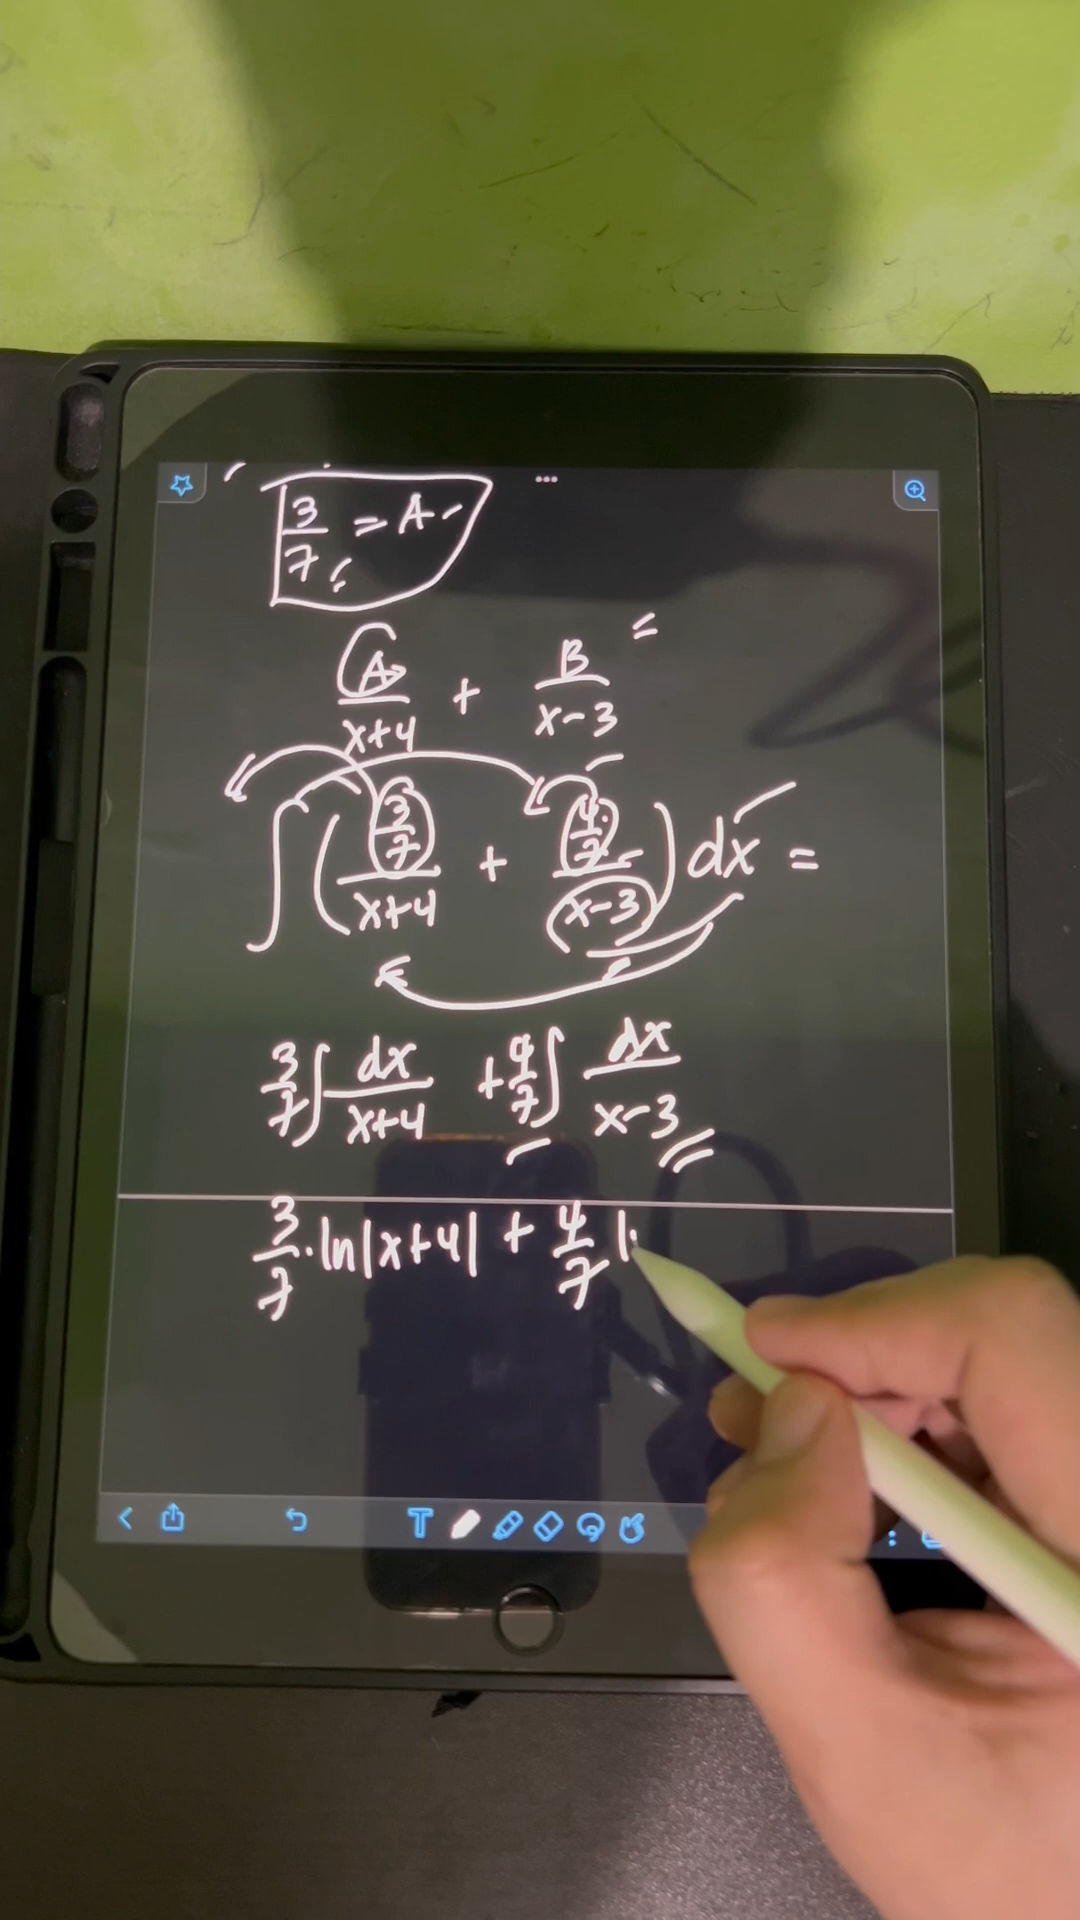 3/7 = A
A/(x+4) + B/(x-3) =
∫ ( (3/7)/(x+4) + (4/7)/(x-3) ) dx =
3/7 ∫ dx/(x+4) + 4/7 ∫ dx/(x-3)
3/7 · ln|x+4| + 4/7 l
T